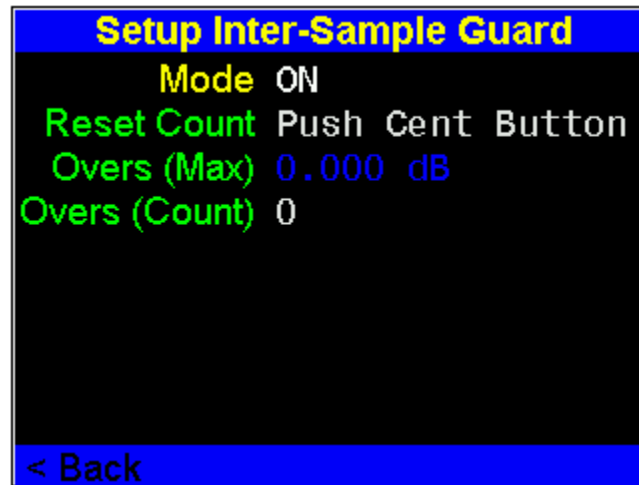 Setup Inter-Sample Guard
Mode ON
Reset Count Push Cent Button
Overs (Max) 0.000 dB
Overs (Count) 0
< Back